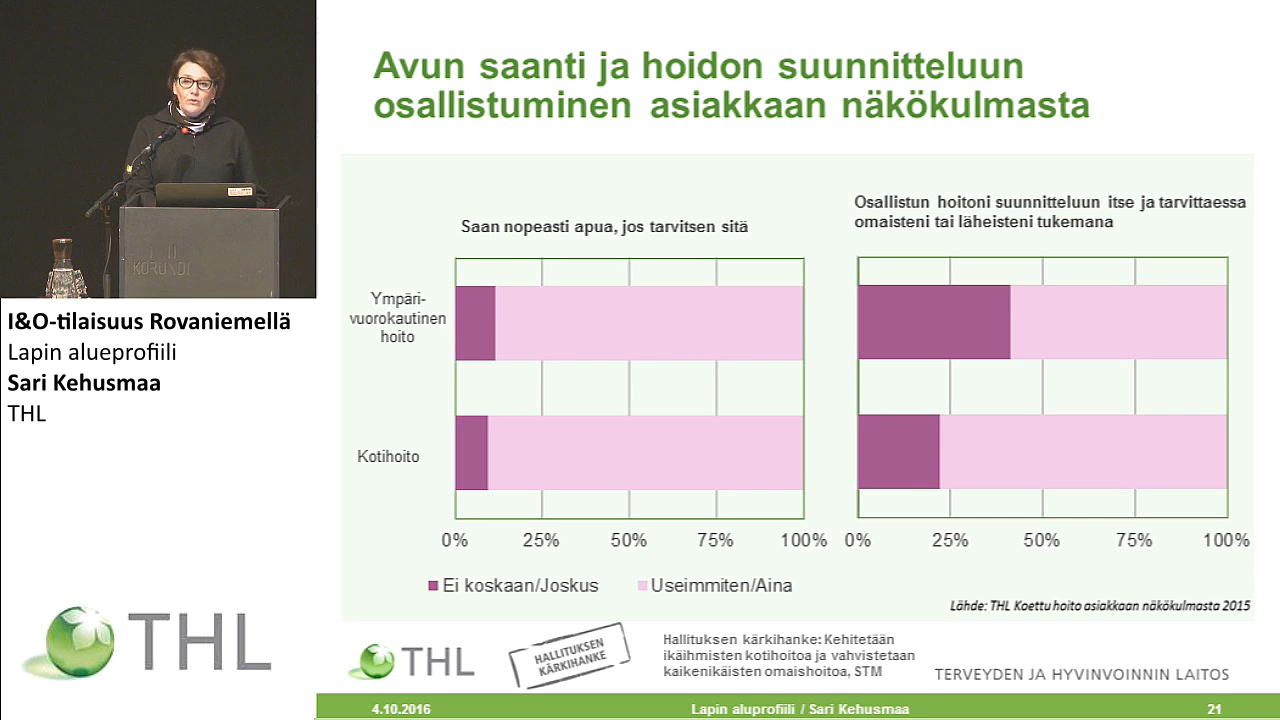 Avun saanti ja hoidon suunnitteluun
osallistuminen asiakkaan näkökulmasta
KORUNDI
I&O-tilaisuus Rovaniemellä
Lapin alueprofiili
Sari Kehusmaa
THL
THL
Saan nopeasti apua, jos tarvitsen sitä
Ympäri-
vuorokautinen
hoito
Kotihoito
0% 25% 50% 75% 100%
Osallistun hoitoni suunnitteluun itse ja tarvittaessa
omaisteni tai läheisteni tukemana
0% 25% 50% 75% 100%
Ei koskaan/Joskus Useimmiten/Aina
Lähde: THL Koettu hoito asiakkaan näkökulmasta 2015
THL
HALLITUKSEN
KÄRKIHANKE
Hallituksen kärkihanke: Kehitetään
ikäihmisten kotihoitoa ja vahvistetaan
kaikenikäisten omaishoitoa, STM
TERVEYDEN JA HYVINVOINNIN LAITOS
4.10.2016 Lapin aluprofiili / Sari Kehusmaa 21